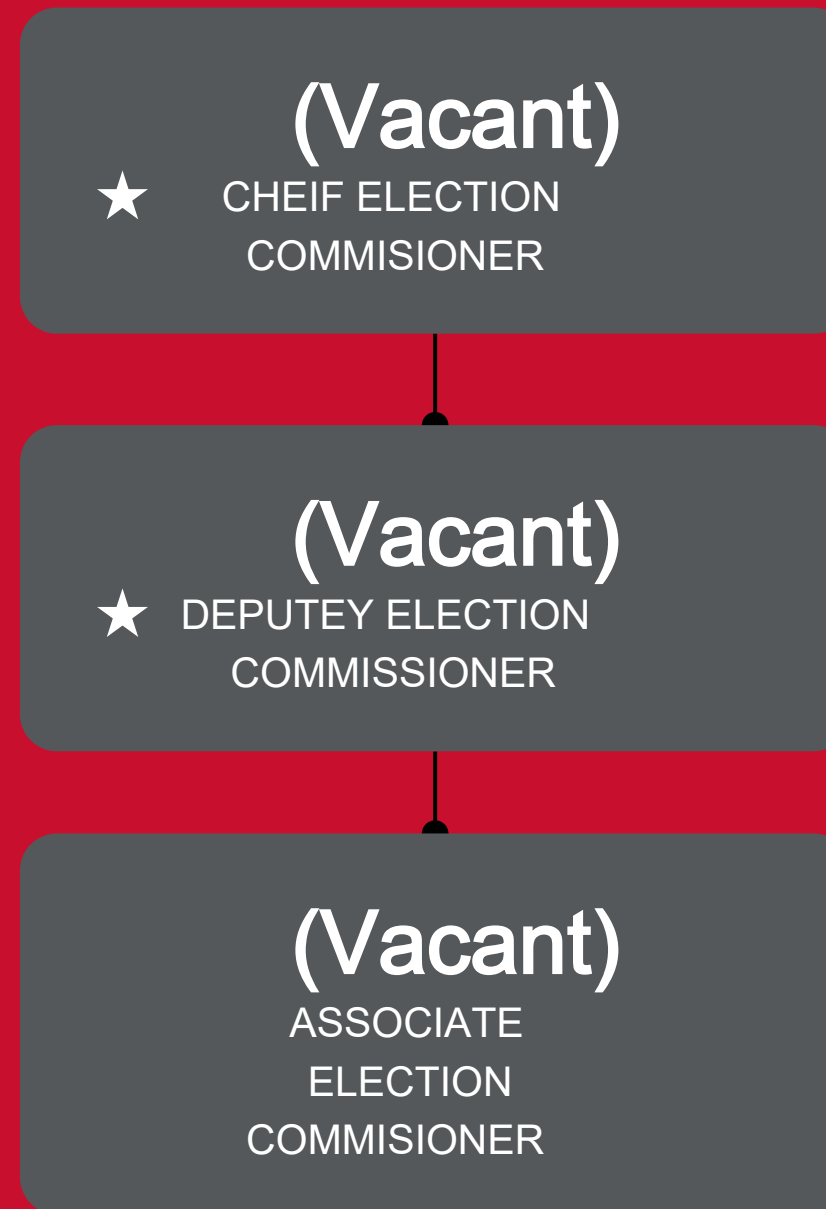 (Vacant)
CHEIF ELECTION
COMMISIONER
(Vacant)
DEPUTEY ELECTION
COMMISSIONER
(Vacant)
ASSOCIATE
ELECTION
COMMISIONER